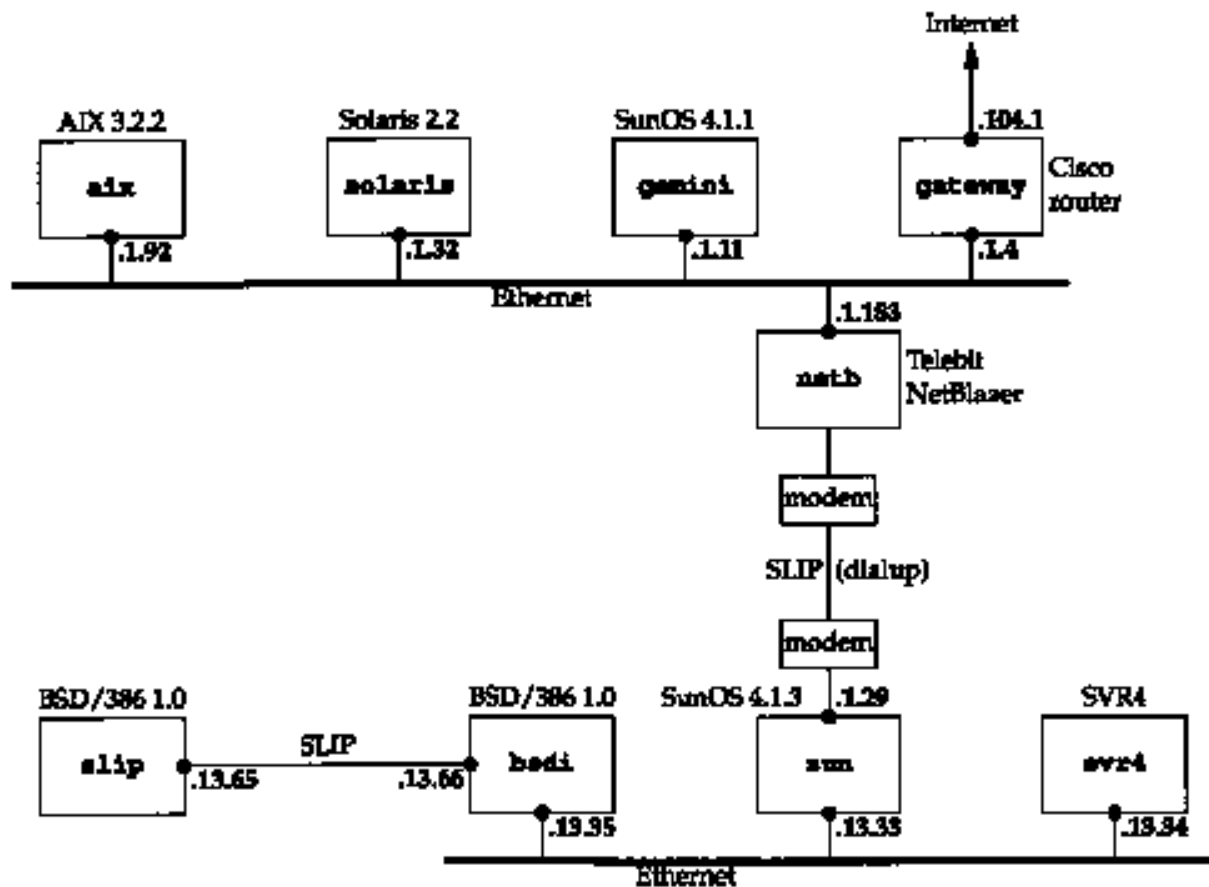 Internet
AIX 3.2.2
Solaris 2.2
SunOS 4.1.1
.104.1
aix
solaris
gemini
gateway
Cisco
router
.1.92
.1.32
.1.11
.1.4
Ethernet
.1.183
netb
Telebit
NetBlazer
modem
SLIP (dialup)
modem
BSD/386 1.0
BSD/386 1.0
SunOS 4.1.3
.1.29
SVR4
slip
SLIP
bsdi
sun
svr4
.13.65
.13.66
.13.35
.13.33
.13.34
Ethernet